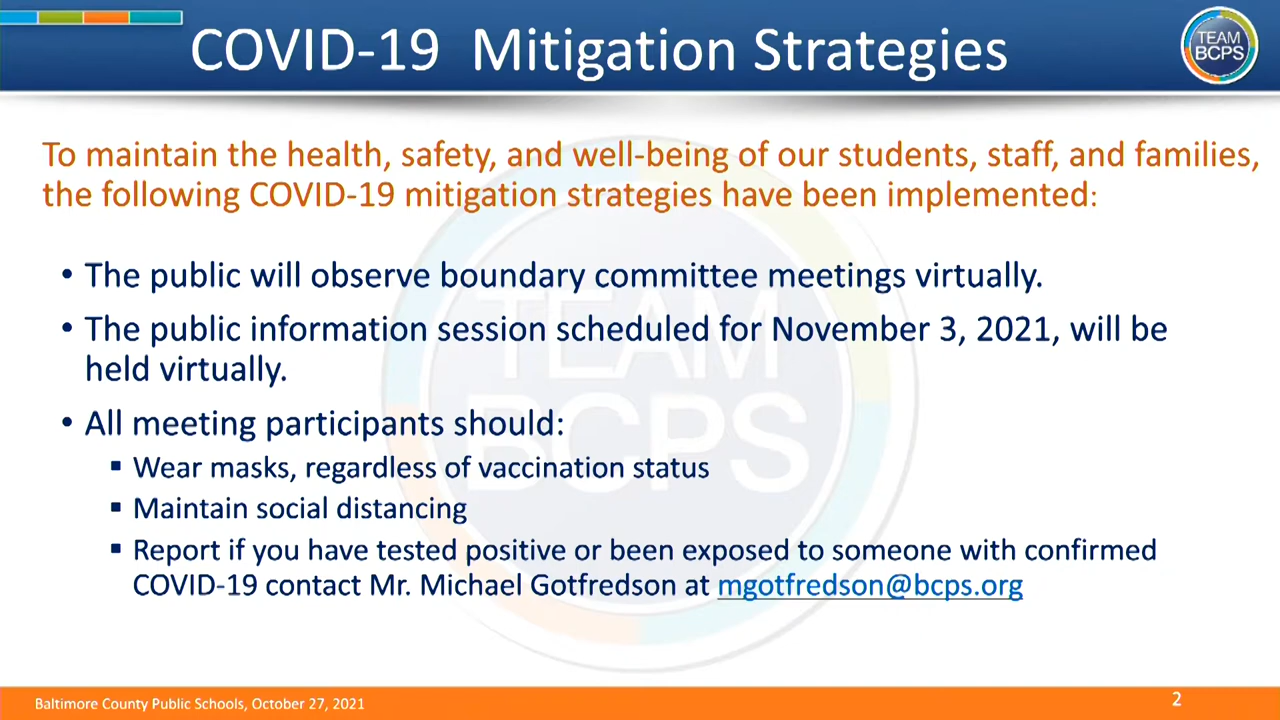 COVID-19 Mitigation Strategies
TEAM
BCPS
To maintain the health, safety, and well-being of our students, staff, and families,
the following COVID-19 mitigation strategies have been implemented:
• The public will observe boundary committee meetings virtually.
• The public information session scheduled for November 3, 2021, will be
held virtually.
• All meeting participants should:
▪ Wear masks, regardless of vaccination status
▪ Maintain social distancing
▪ Report if you have tested positive or been exposed to someone with confirmed
COVID-19 contact Mr. Michael Gotfredson at mgotfredson@bcps.org
TEAM
BCPS
Baltimore County Public Schools, October 27, 2021
2